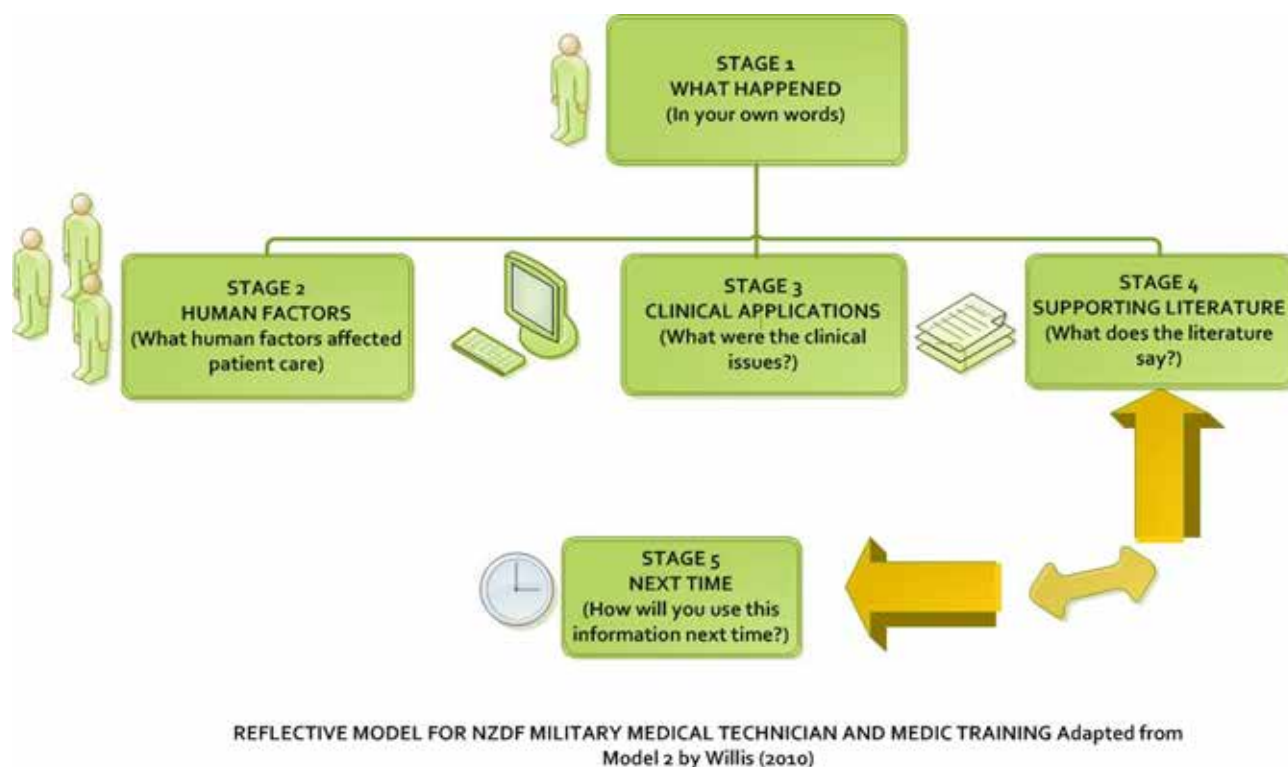 STAGE 1
WHAT HAPPENED
(In your own words)
STAGE 2
HUMAN FACTORS
(What human factors affected
patient care)
STAGE 3
CLINICAL APPLICATIONS
(What were the clinical
issues?)
STAGE 4
SUPPORTING LITERATURE
(What does the literature
say?)
STAGE 5
NEXT TIME
(How will you use this
information next time?)
REFLECTIVE MODEL FOR NZDF MILITARY MEDICAL TECHNICIAN AND MEDIC TRAINING Adapted from
Model 2 by Willis (2010)